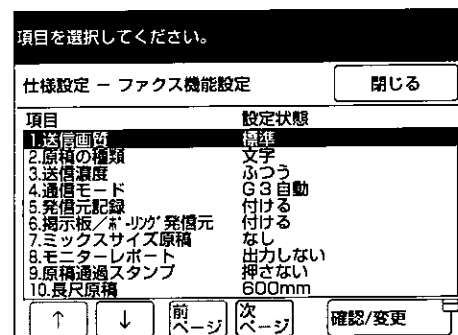 項目を選択してください。
仕様設定 － ファクス機能設定
閉じる
項目 設定状態
1.送信画質 標準
2.原稿の種類 文字
3.送信濃度 ふつう
4.通信モード G3自動
5.発信元記録 付ける
6.掲示板／ﾎﾟｰﾘﾝｸﾞ発信元 付ける
7.ミックスサイズ原稿 なし
8.モニターレポート 出力しない
9.原稿通過スタンプ 押さない
10.長尺原稿 600mm
↑ ↓ 前ページ 次ページ 確認/変更